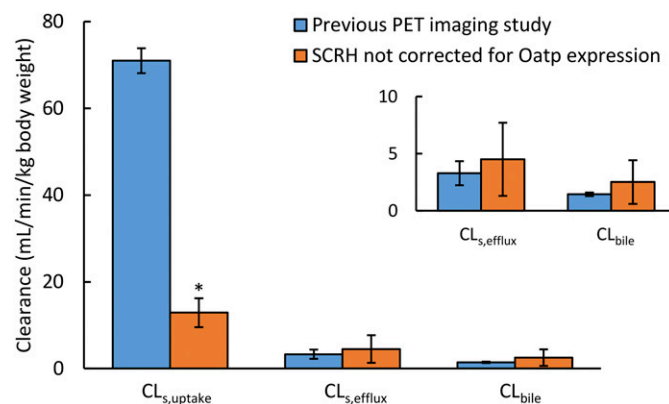 Previous PET imaging study
SCRH not corrected for Oatp expression
Clearance (mL/min/kg body weight)
80
60
40
20
0
*
CLs,uptake
CLs,efflux
CLbile
10
5
0
CLs,efflux
CLbile